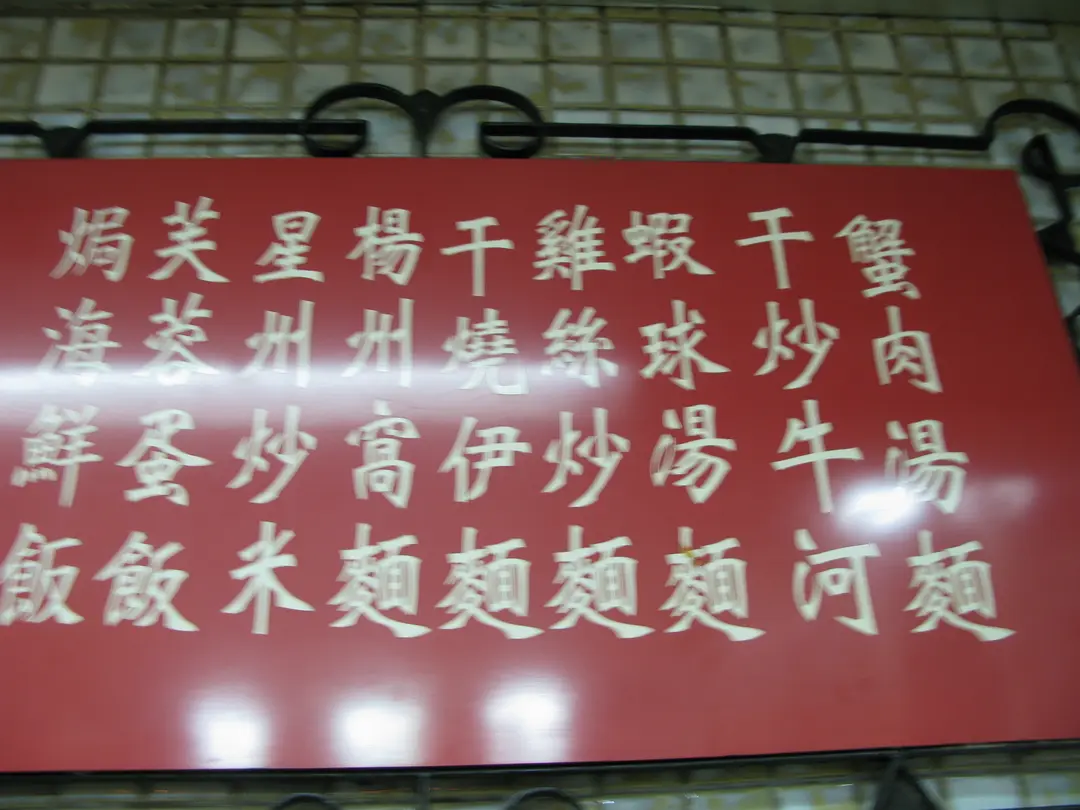 蟹肉湯麵
干炒牛河
蝦球湯麵
雞絲炒麵
干燒伊麵
楊州窩麵
星州炒米
芙蓉蛋飯
焗海鮮飯